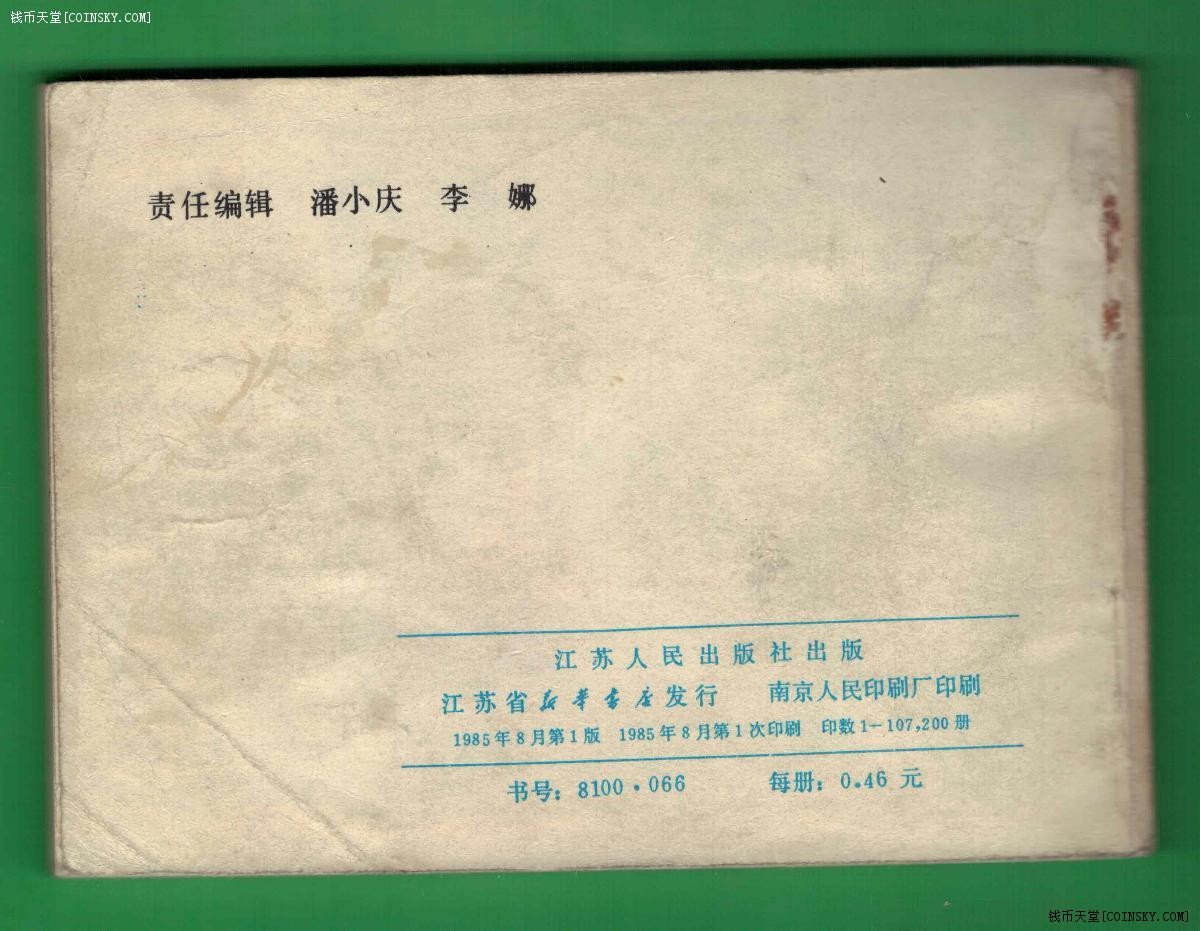 钱币天堂[COINSKY.COM]
责任编辑 潘小庆 李 娜
江苏人民出版社出版
江苏省新华书店发行 南京人民印刷厂印刷
1985年8月第1版 1985年8月第1次印刷 印数1—107,200册
书号：8100·066 每册：0.46 元
钱币天堂[COINSKY.COM]